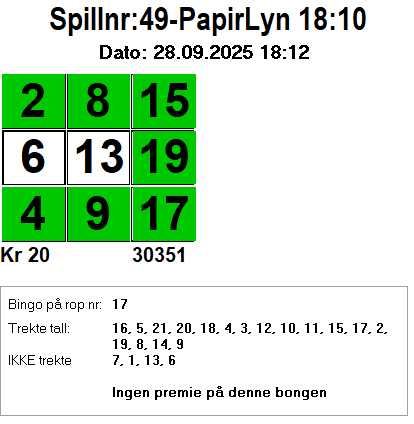 Spillnr:49-PapirLyn 18:10
Dato: 28.09.2025 18:12
2 8 15
6 13 19
4 9 17
Kr 20 30351
Bingo på rop nr: 17
Trekte tall: 16, 5, 21, 20, 18, 4, 3, 12, 10, 11, 15, 17, 2,
19, 8, 14, 9
IKKE trekte 7, 1, 13, 6
Ingen premie på denne bongen